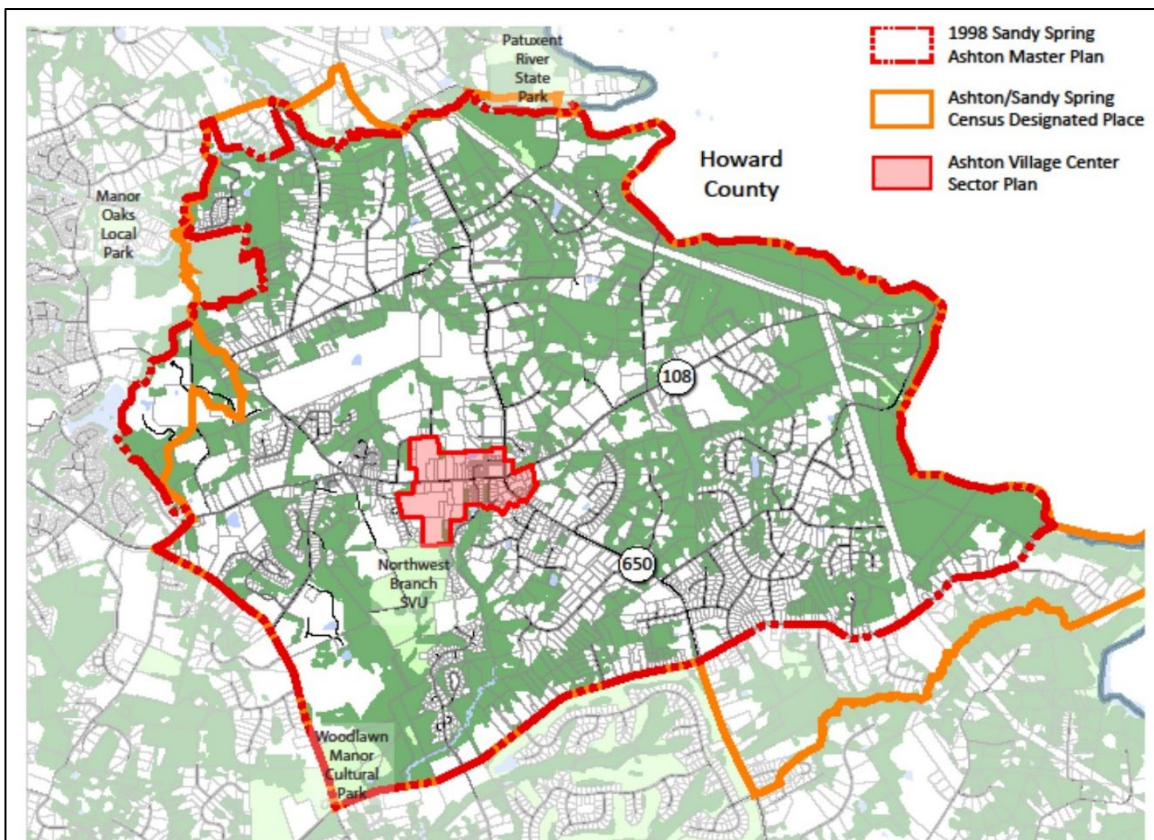 Patuxent
River
State
Park
1998 Sandy Spring
Ashton Master Plan
Ashton/Sandy Spring
Census Designated Place
Ashton Village Center
Sector Plan
Howard
County
Manor
Oaks
Local
Park
108
650
Northwest
Branch
SVU
Woodlawn
Manor
Cultural
Park